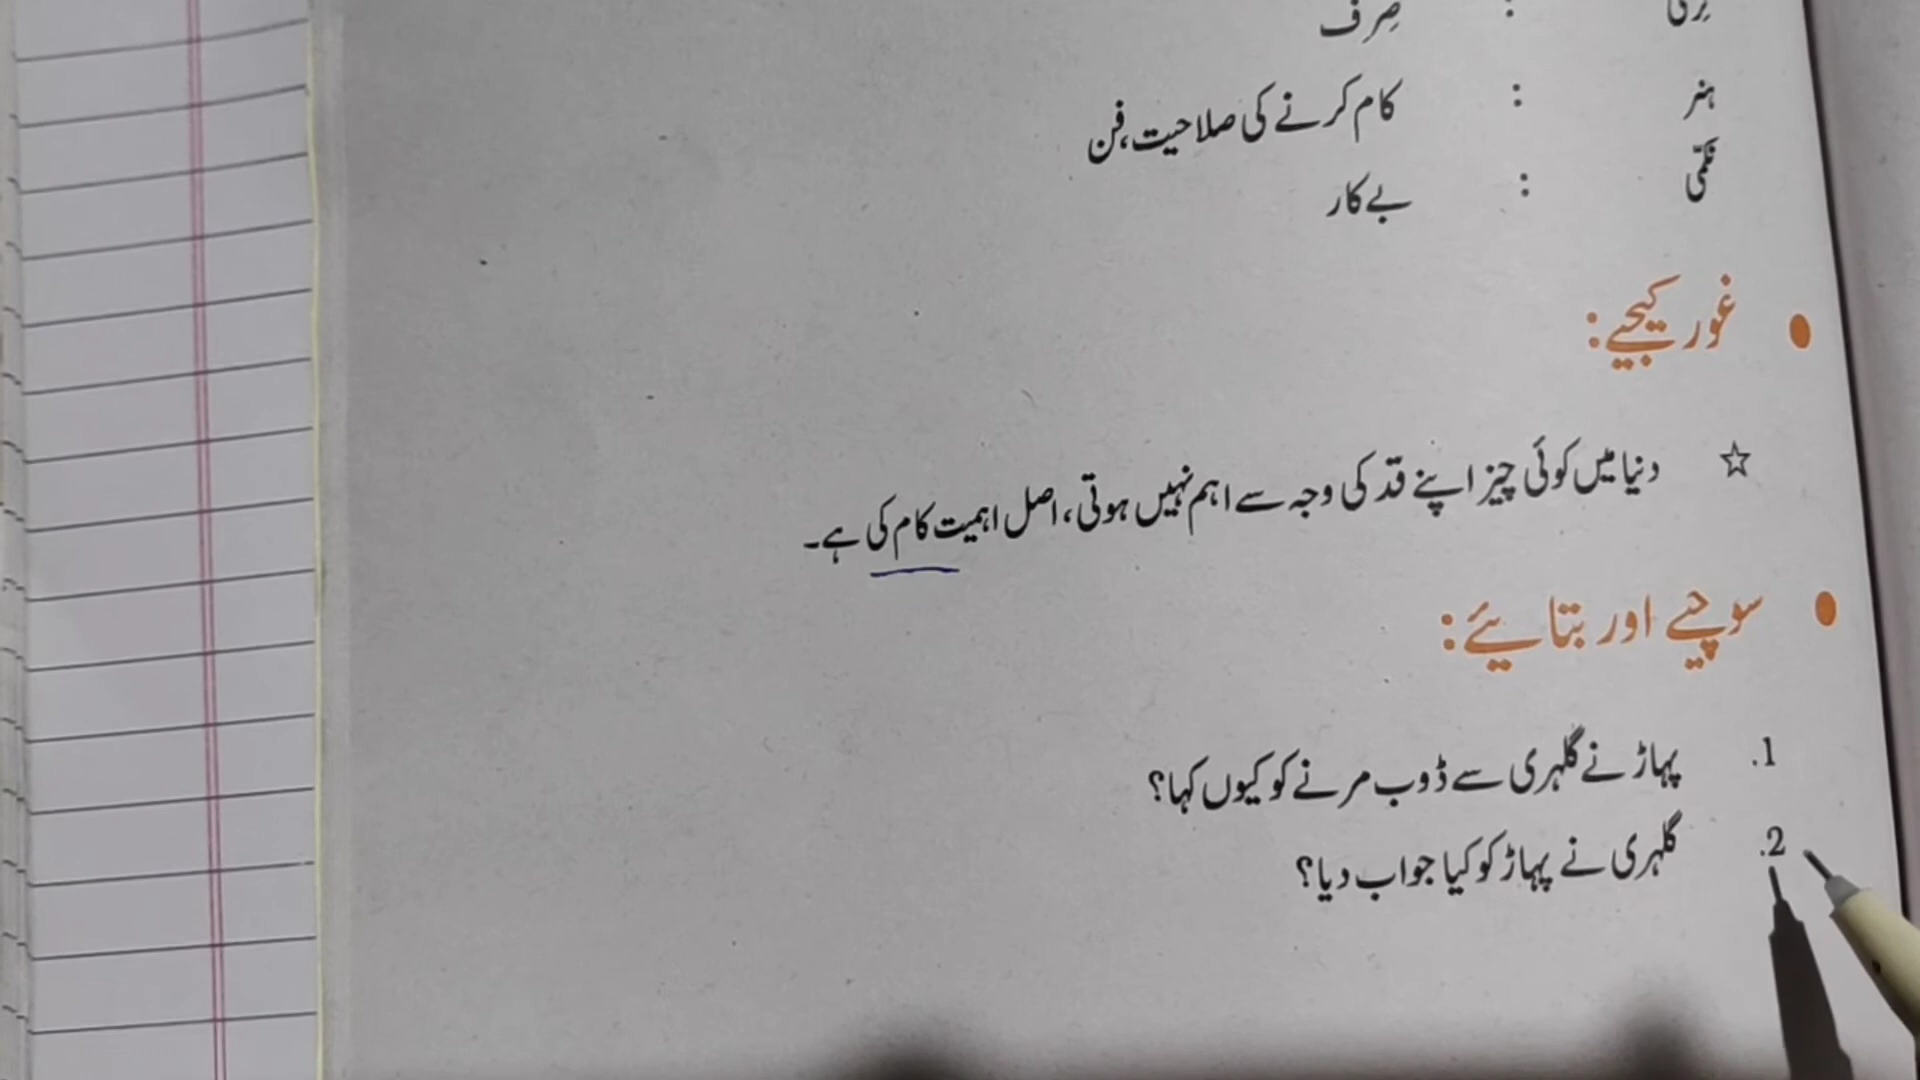 نِری : صِرف
ہنر : کام کرنے کی صلاحیت، فن
نکمّی : بے کار
غور کیجیے:
☆ دنیا میں کوئی چیز اپنے قد کی وجہ سے اہم نہیں ہوتی، اصل اہمیت کام کی ہے۔
سوچیے اور بتایئے:
1. پہاڑ نے گلہری سے ڈوب مرنے کو کیوں کہا؟
2. گلہری نے پہاڑ کو کیا جواب دیا؟